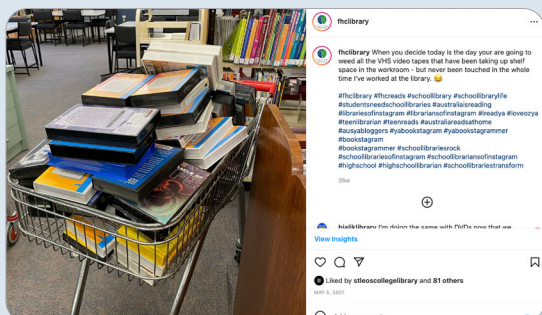 fhclibrary
fhclibrary When you decide today is the day your are going to
weed all the VHS video tapes that have been taking up shelf
space in the workroom - but never been touched in the whole
time I've worked at the library. 😂
#fhclibrary #fhcreads #schoollibrary #schoollibrarylife
#studentsneedschoollibraries #australiaisreading
#librariesofinstagram #librariansofinstagram #ireadya #loveozya
#teenlibrarian #teenreads #australiareadsathome
#ausyabloggers #yabookstagram #yabookstagrammer
#bookstagram
#bookstagrammer #schoollibrariesrock
#schoollibrariesofinstagram #schoollibrariansofinstagram
#highschool #highschoollibrarian #schoollibrariestransform
35w
bialiklibrary I'm doing the same with DVDs now that we
View Insights
Liked by stleoscollegelibrary and 81 others
MAY 5, 2021